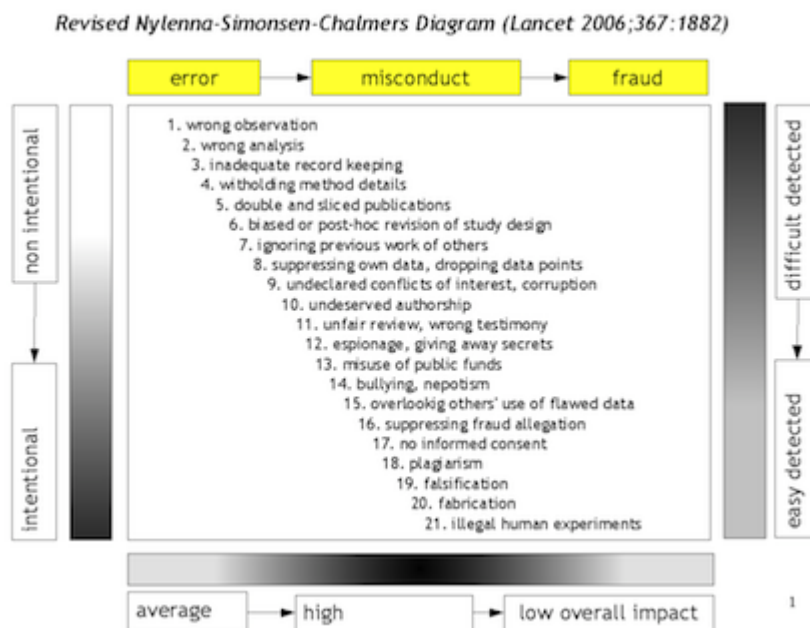 Revised Nylenna-Simonsen-Chalmers Diagram (Lancet 2006;367:1882)
error
misconduct
fraud
non intentional
intentional
1. wrong observation
2. wrong analysis
3. inadequate record keeping
4. witholding method details
5. double and sliced publications
6. biased or post-hoc revision of study design
7. ignoring previous work of others
8. suppressing own data, dropping data points
9. undeclared conflicts of interest, corruption
10. undeserved authorship
11. unfair review, wrong testimony
12. espionage, giving away secrets
13. misuse of public funds
14. bullying, nepotism
15. overlookig others' use of flawed data
16. suppressing fraud allegation
17. no informed consent
18. plagiarism
19. falsification
20. fabrication
21. illegal human experiments
difficult detected
easy detected
average
high
low overall impact
1